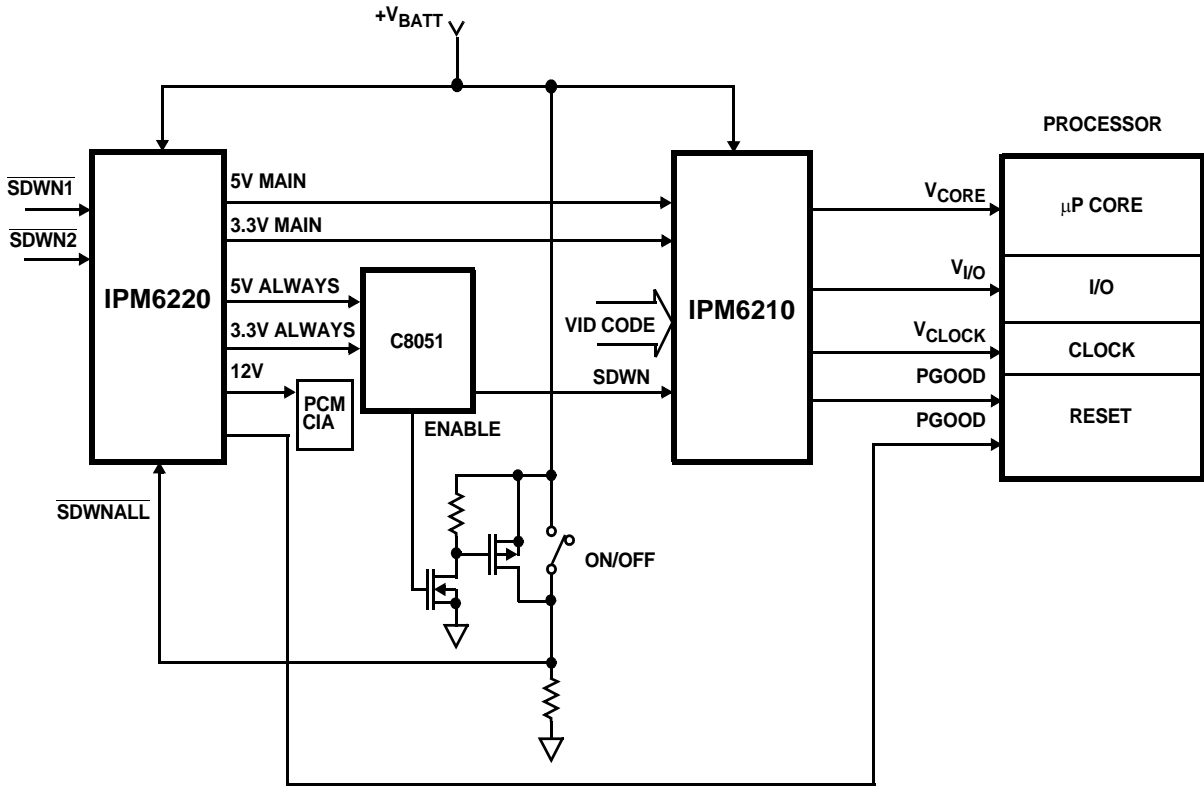 +VBATT
PROCESSOR
SDWN1
SDWN2
IPM6220
5V MAIN
3.3V MAIN
5V ALWAYS
3.3V ALWAYS
12V
PCM
CIA
C8051
ENABLE
VID CODE
SDWN
IPM6210
VCORE
VI/O
VCLOCK
PGOOD
PGOOD
μP CORE
I/O
CLOCK
RESET
SDWNALL
ON/OFF